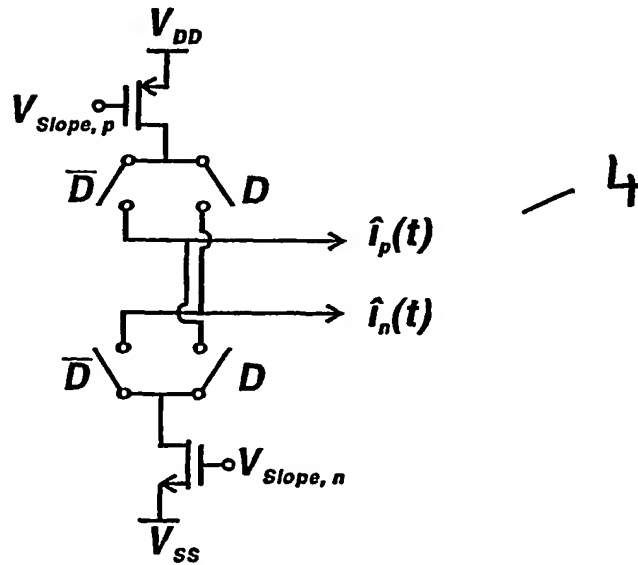 V_DD
V_Slope, p
D̅ D
4
î_p(t)
î_n(t)
D̅ D
V_Slope, n
V_SS